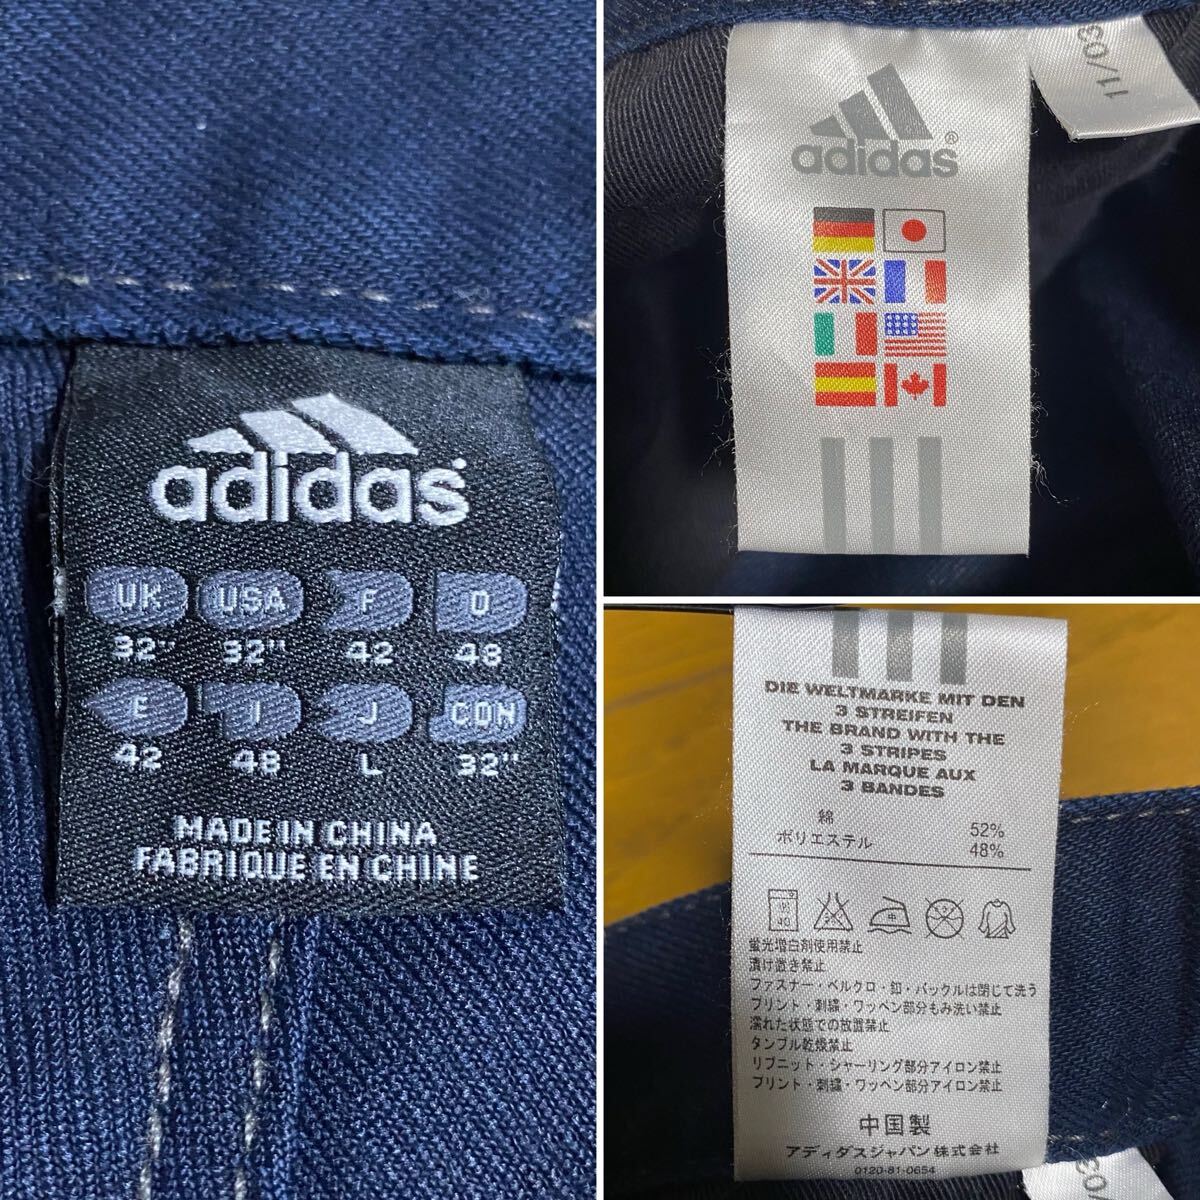 adidas
UK USA F D
32" 32" 42 48
E I J CDN
42 48 L 32"
MADE IN CHINA
FABRIQUE EN CHINE
adidas®
11/03
DIE WELTMARKE MIT DEN
3 STREIFEN
THE BRAND WITH THE
3 STRIPES
LA MARQUE AUX
3 BANDES
綿 52%
ポリエステル 48%
40
蛍光増白剤使用禁止
漬け置き禁止
ファスナー・ベルクロ・釦・バックルは閉じて洗う
プリント・刺繍・ワッペン部分もみ洗い禁止
濡れた状態での放置禁止
タンブル乾燥禁止
リブニット・シャーリング部分アイロン禁止
プリント・刺繍・ワッペン部分アイロン禁止
中国製
アディダスジャパン株式会社
0120-81-0654
03